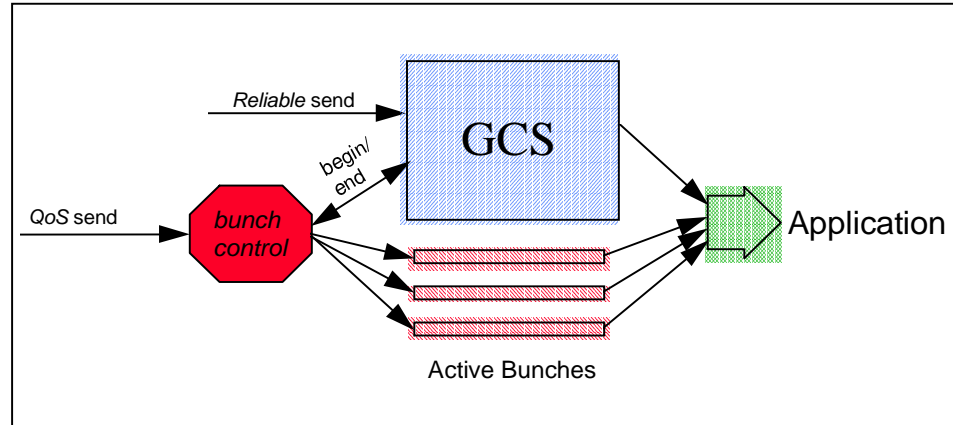 Reliable send
GCS
begin/
end
QoS send
bunch
control
Application
Active Bunches